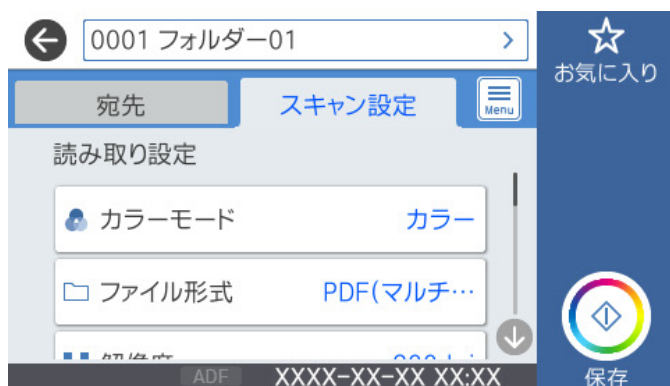 0001 フォルダー01
お気に入り
宛先
スキャン設定
Menu
読み取り設定
カラーモード
カラー
ファイル形式
PDF(マルチ…
ADF
XXXX-XX-XX XX:XX
保存